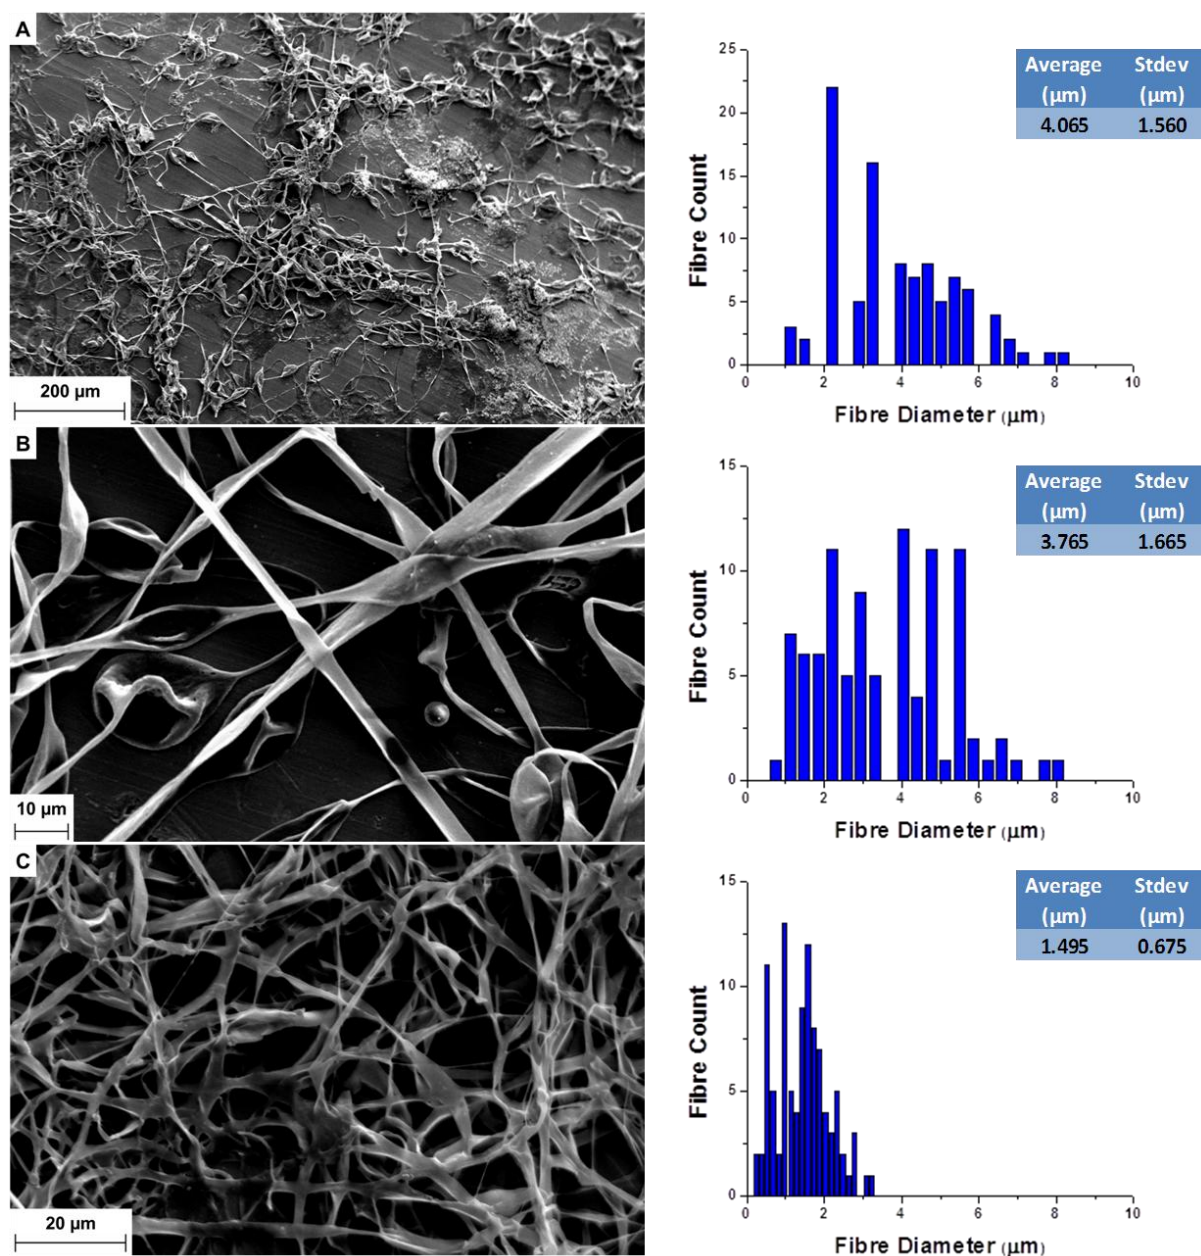 A
200 µm
25
20
15
10
5
0
Fibre Count
0 2 4 6 8 10
Fibre Diameter (µm)
Average Stdev
(µm) (µm)
4.065 1.560
B
10 µm
15
10
5
0
Fibre Count
0 2 4 6 8 10
Fibre Diameter (µm)
Average Stdev
(µm) (µm)
3.765 1.665
C
20 µm
15
10
5
0
Fibre Count
0 2 4 6 8 10
Fibre Diameter (µm)
Average Stdev
(µm) (µm)
1.495 0.675